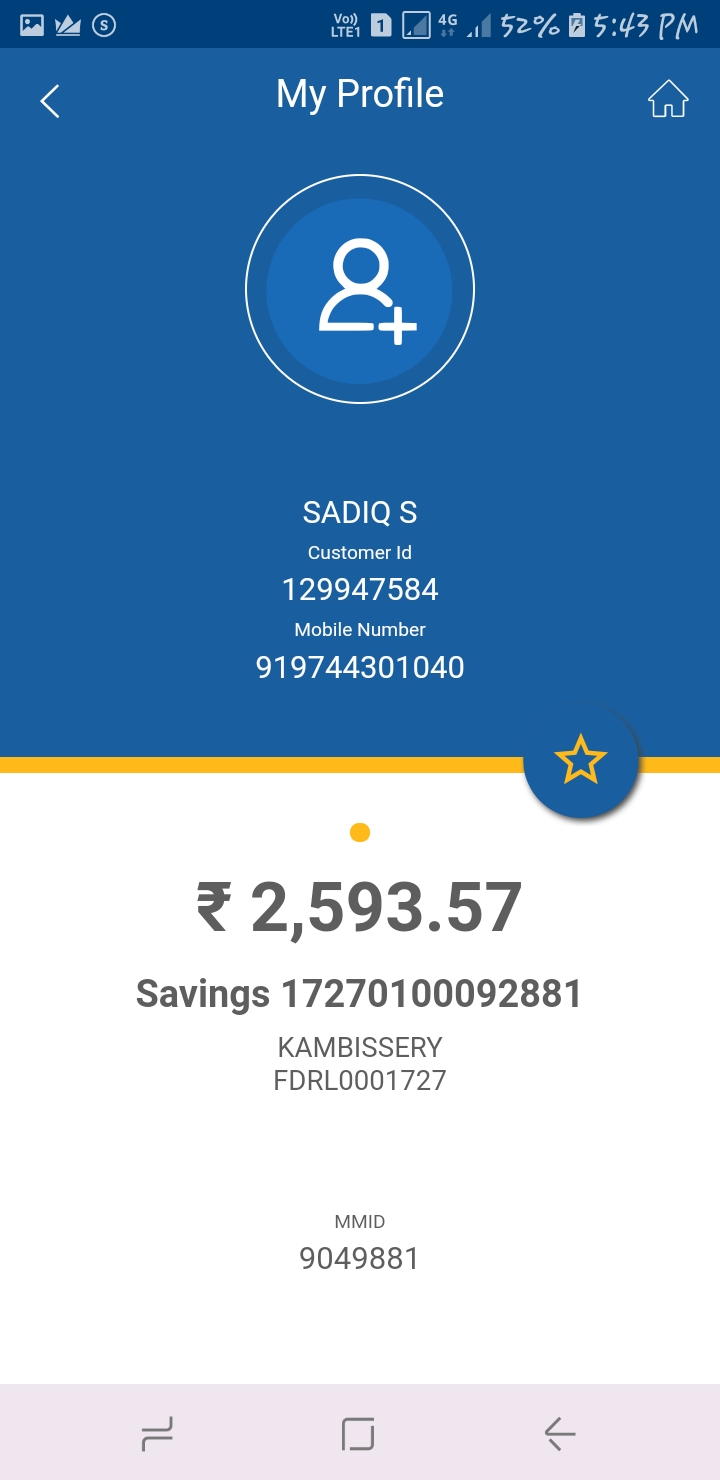 Vo)) LTE1 1 4G 52% 5:43 PM
My Profile
SADIQ S
Customer Id
129947584
Mobile Number
919744301040
₹ 2,593.57
Savings 17270100092881
KAMBISSERY
FDRL0001727
MMID
9049881